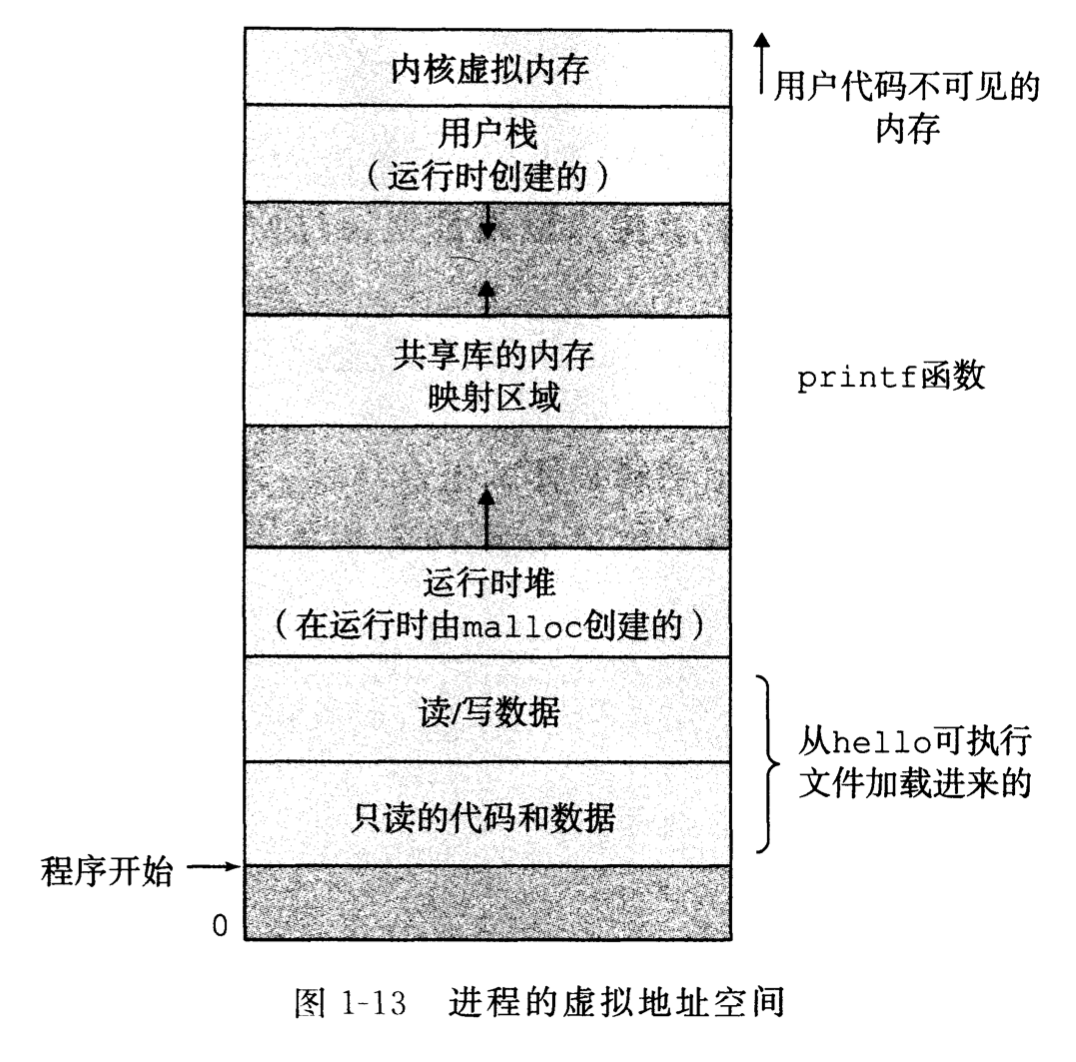 内核虚拟内存
用户代码不可见的
内存
用户栈
（运行时创建的）
共享库的内存
映射区域
printf函数
运行时堆
（在运行时由malloc创建的）
读/写数据
从hello可执行
文件加载进来的
只读的代码和数据
程序开始
0
图 1-13 进程的虚拟地址空间